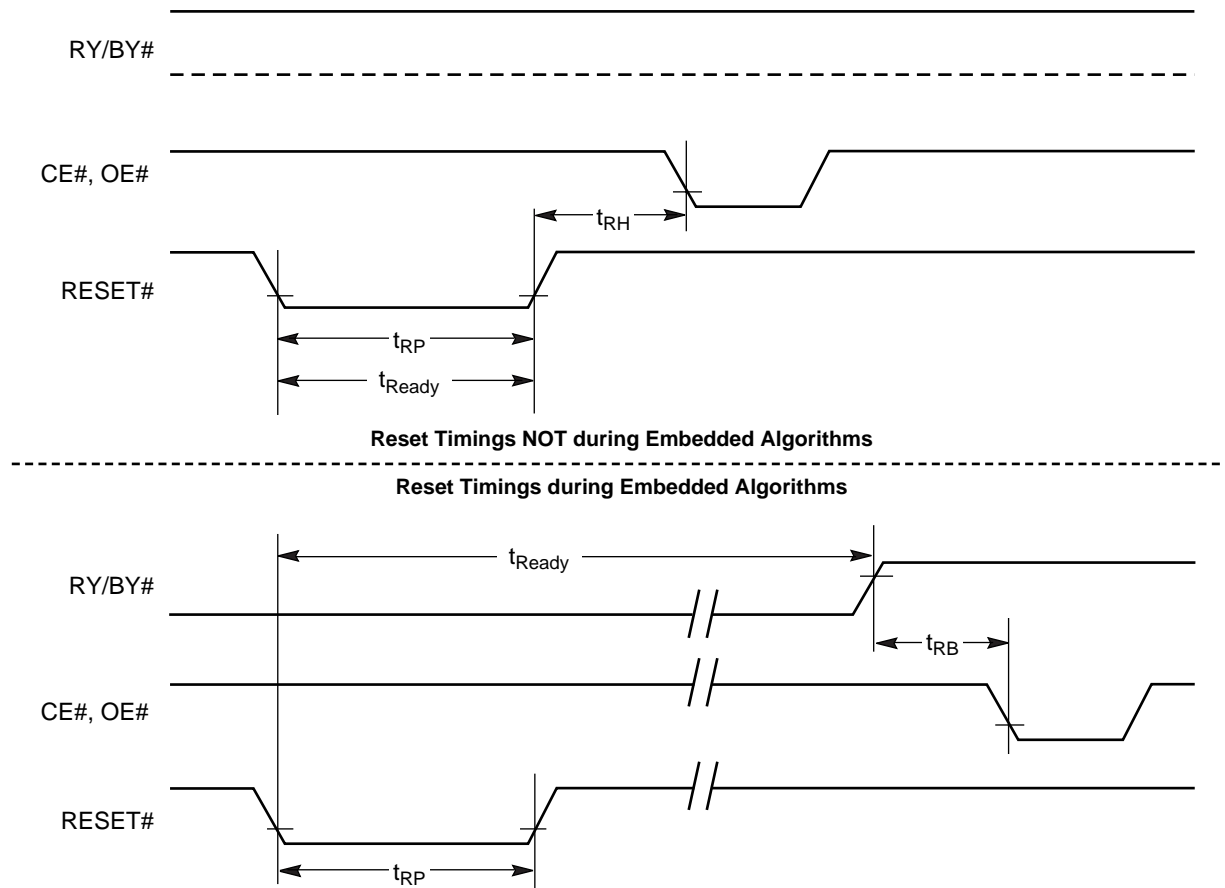 RY/BY#
CE#, OE#
tRH
RESET#
tRP
tReady
Reset Timings NOT during Embedded Algorithms
Reset Timings during Embedded Algorithms
tReady
RY/BY#
tRB
CE#, OE#
RESET#
tRP